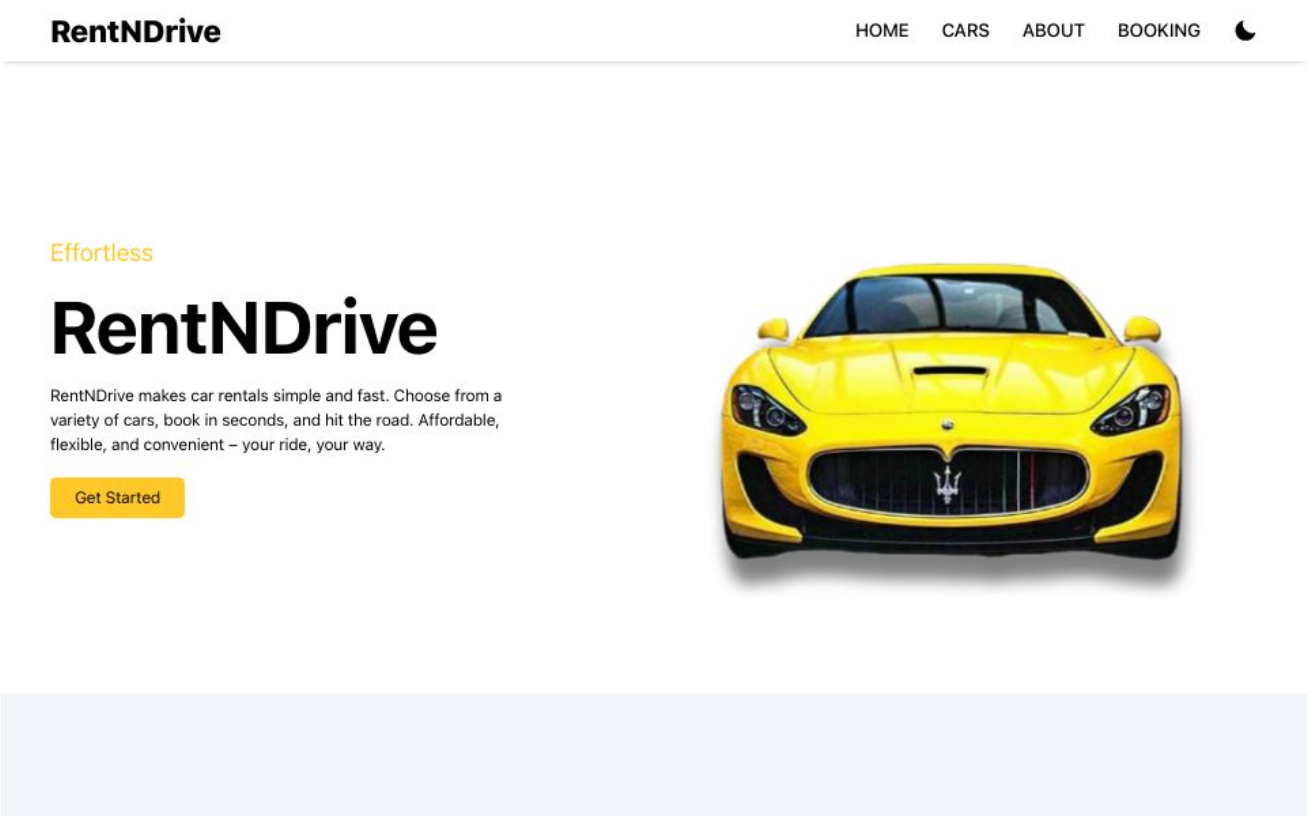 RentNDrive
HOME CARS ABOUT BOOKING
Effortless
RentNDrive
RentNDrive makes car rentals simple and fast. Choose from a
variety of cars, book in seconds, and hit the road. Affordable,
flexible, and convenient – your ride, your way.
Get Started